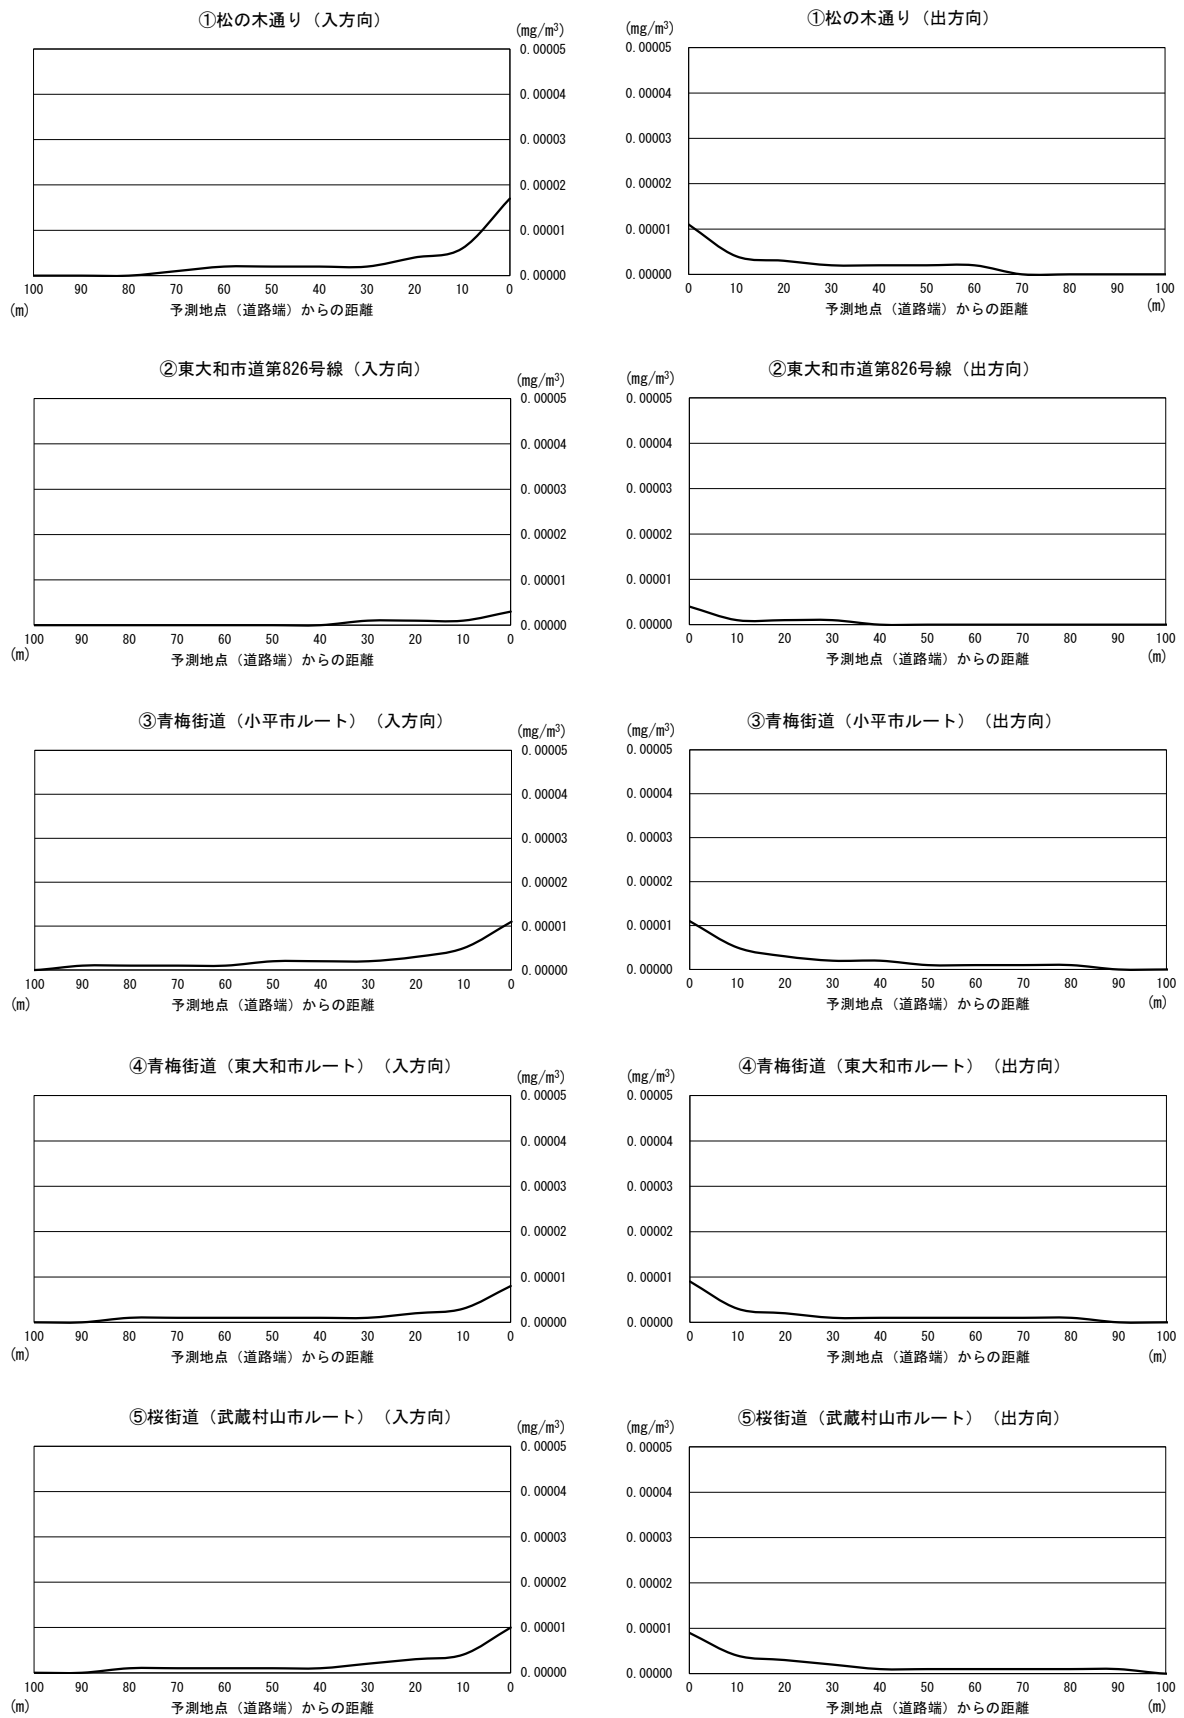 ①松の木通り（入方向）
(mg/m³)
0.00005
0.00004
0.00003
0.00002
0.00001
0.00000
100 90 80 70 60 50 40 30 20 10 0
(m)
予測地点（道路端）からの距離
①松の木通り（出方向）
(mg/m³)
0.00005
0.00004
0.00003
0.00002
0.00001
0.00000
0 10 20 30 40 50 60 70 80 90 100
予測地点（道路端）からの距離
(m)
②東大和市道第826号線（入方向）
(mg/m³)
0.00005
0.00004
0.00003
0.00002
0.00001
0.00000
100 90 80 70 60 50 40 30 20 10 0
(m)
予測地点（道路端）からの距離
②東大和市道第826号線（出方向）
(mg/m³)
0.00005
0.00004
0.00003
0.00002
0.00001
0.00000
0 10 20 30 40 50 60 70 80 90 100
予測地点（道路端）からの距離
(m)
③青梅街道（小平市ルート）（入方向）
(mg/m³)
0.00005
0.00004
0.00003
0.00002
0.00001
0.00000
100 90 80 70 60 50 40 30 20 10 0
(m)
予測地点（道路端）からの距離
③青梅街道（小平市ルート）（出方向）
(mg/m³)
0.00005
0.00004
0.00003
0.00002
0.00001
0.00000
0 10 20 30 40 50 60 70 80 90 100
予測地点（道路端）からの距離
(m)
④青梅街道（東大和市ルート）（入方向）
(mg/m³)
0.00005
0.00004
0.00003
0.00002
0.00001
0.00000
100 90 80 70 60 50 40 30 20 10 0
(m)
予測地点（道路端）からの距離
④青梅街道（東大和市ルート）（出方向）
(mg/m³)
0.00005
0.00004
0.00003
0.00002
0.00001
0.00000
0 10 20 30 40 50 60 70 80 90 100
予測地点（道路端）からの距離
(m)
⑤桜街道（武蔵村山市ルート）（入方向）
(mg/m³)
0.00005
0.00004
0.00003
0.00002
0.00001
0.00000
100 90 80 70 60 50 40 30 20 10 0
(m)
予測地点（道路端）からの距離
⑤桜街道（武蔵村山市ルート）（出方向）
(mg/m³)
0.00005
0.00004
0.00003
0.00002
0.00001
0.00000
0 10 20 30 40 50 60 70 80 90 100
予測地点（道路端）からの距離
(m)